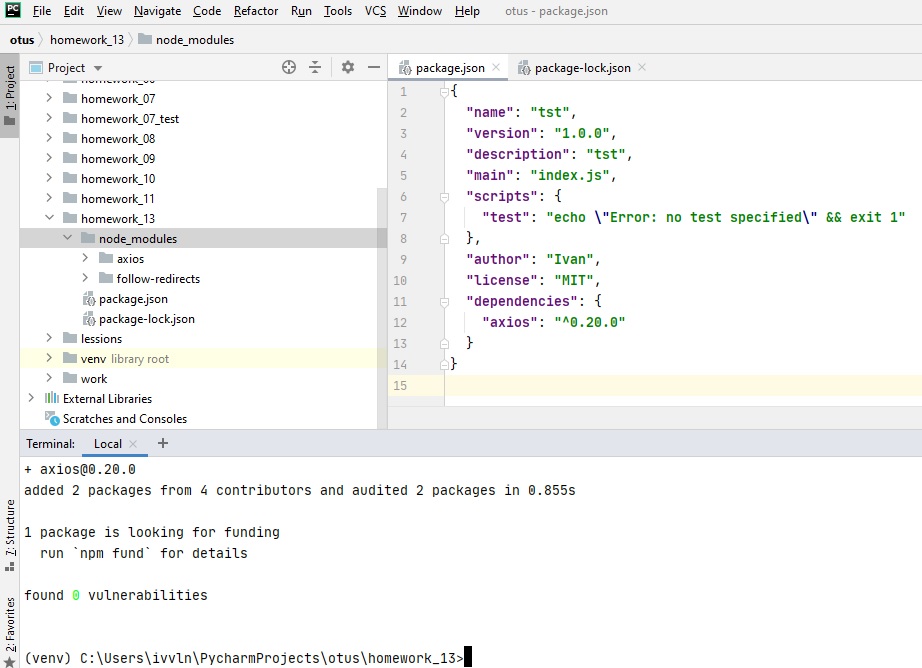 PC File Edit View Navigate Code Refactor Run Tools VCS Window Help otus - package.json
otus homework_13 node_modules
1: Project
Project
package.json
package-lock.json
homework_07
homework_07_test
homework_08
homework_09
homework_10
homework_11
homework_13
node_modules
axios
follow-redirects
package.json
package-lock.json
lessions
venv library root
work
External Libraries
Scratches and Consoles
1 {
2 "name": "tst",
3 "version": "1.0.0",
4 "description": "tst",
5 "main": "index.js",
6 "scripts": {
7 "test": "echo \"Error: no test specified\" && exit 1"
8 },
9 "author": "Ivan",
10 "license": "MIT",
11 "dependencies": {
12 "axios": "^0.20.0"
13 }
14 }
15
Terminal: Local +
+ axios@0.20.0
added 2 packages from 4 contributors and audited 2 packages in 0.855s
1 package is looking for funding
run `npm fund` for details
found 0 vulnerabilities
(venv) C:\Users\ivvln\PycharmProjects\otus\homework_13>
7: Structure
2: Favorites